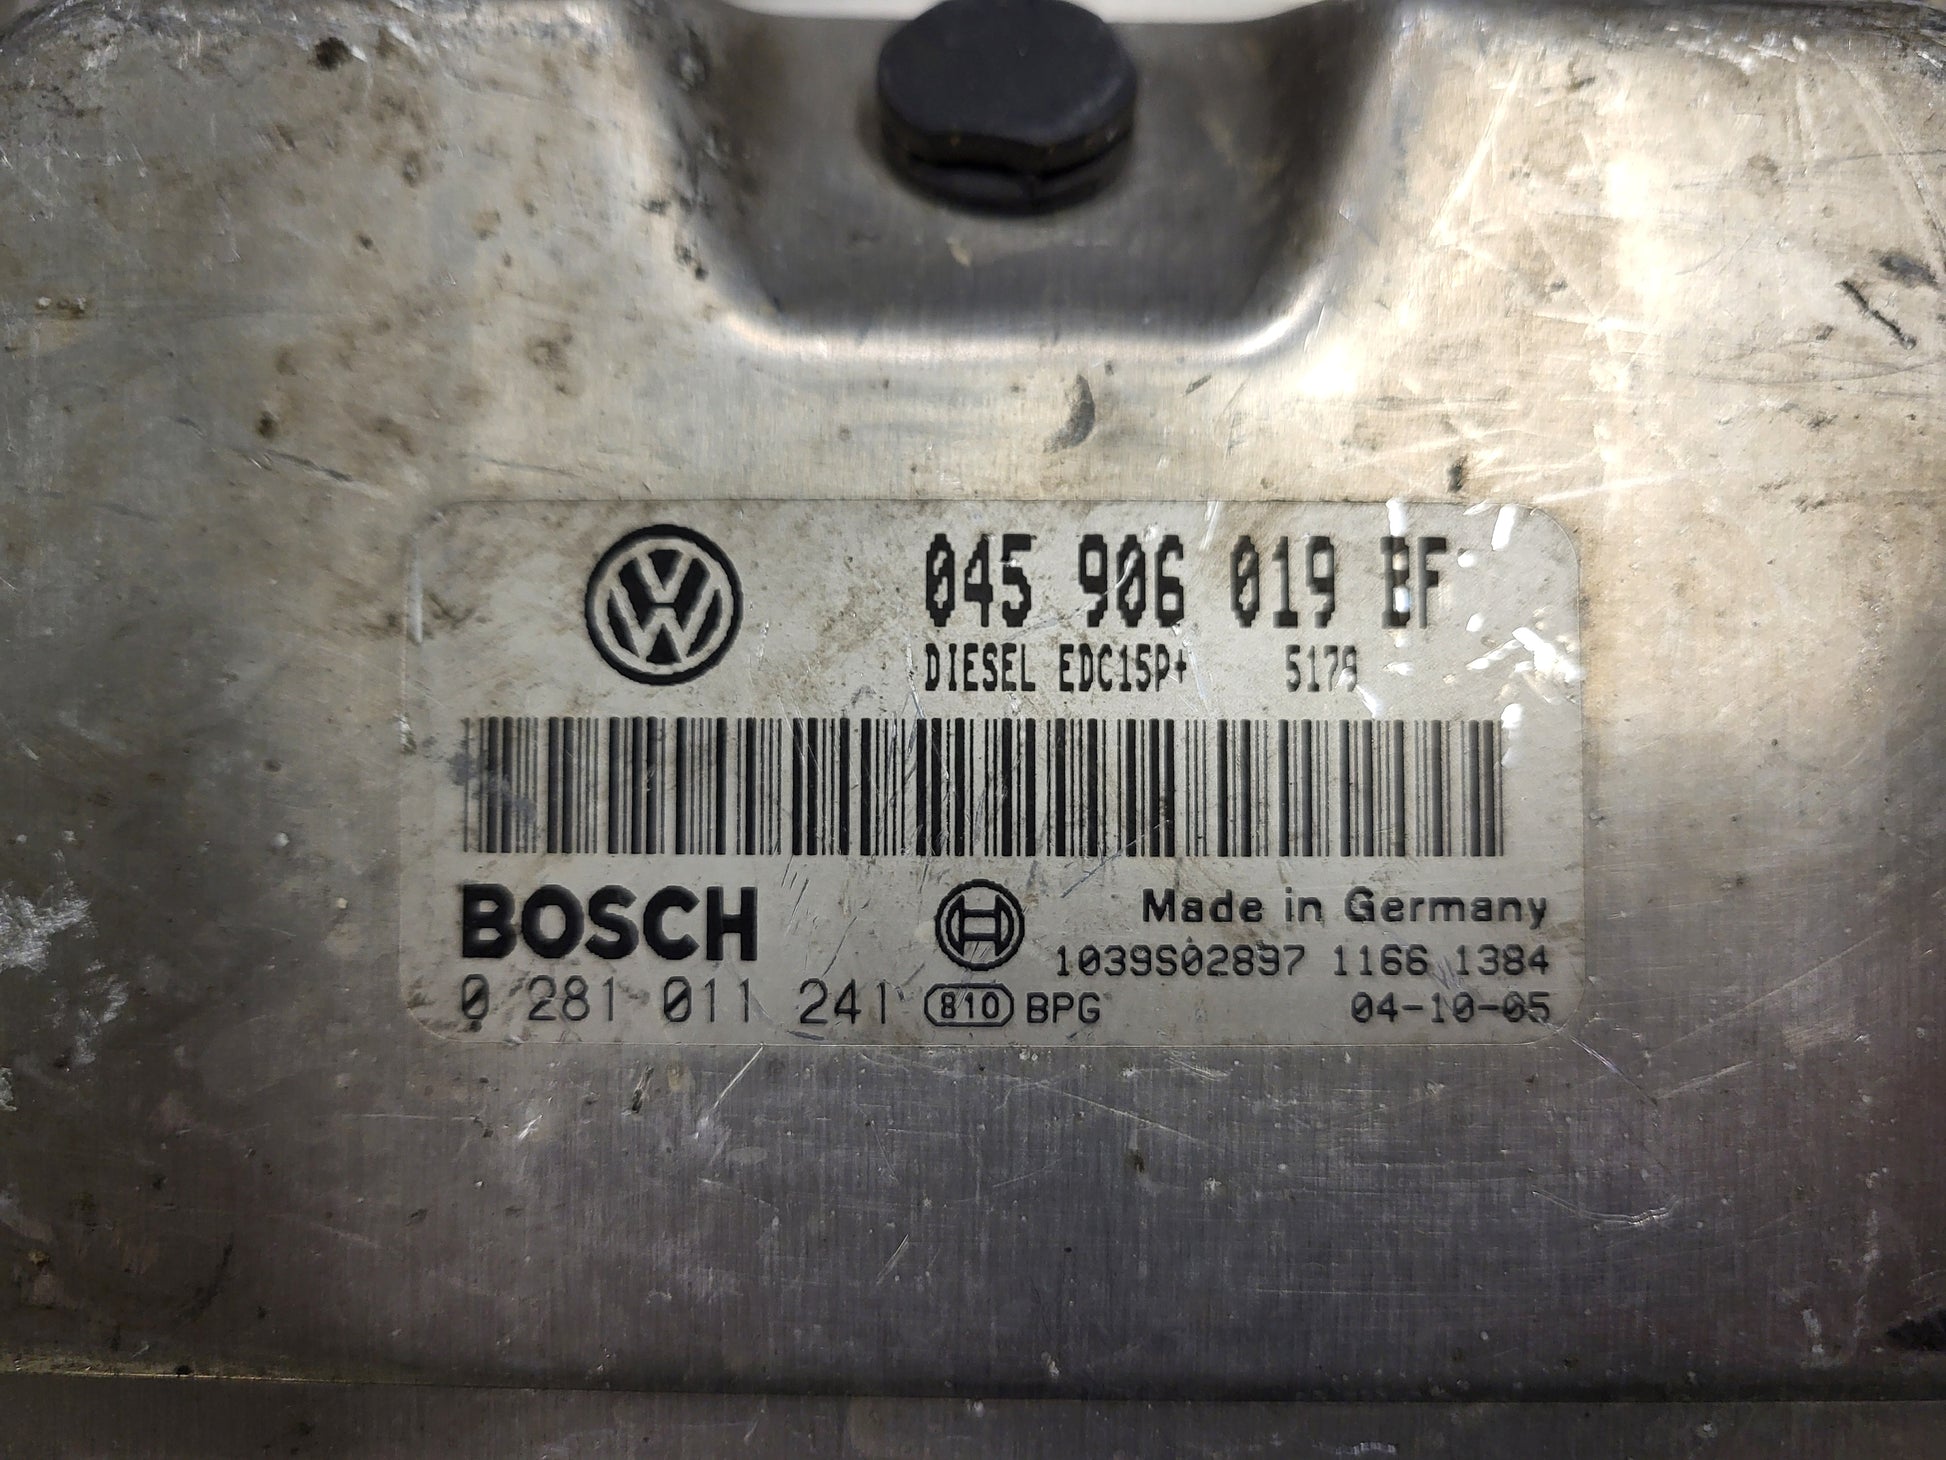 045 906 019 BF
DIESEL EDC15P+ 5179
BOSCH
Made in Germany
1039S02897 1166 1384
0 281 011 241 810 BPG 04-10-05